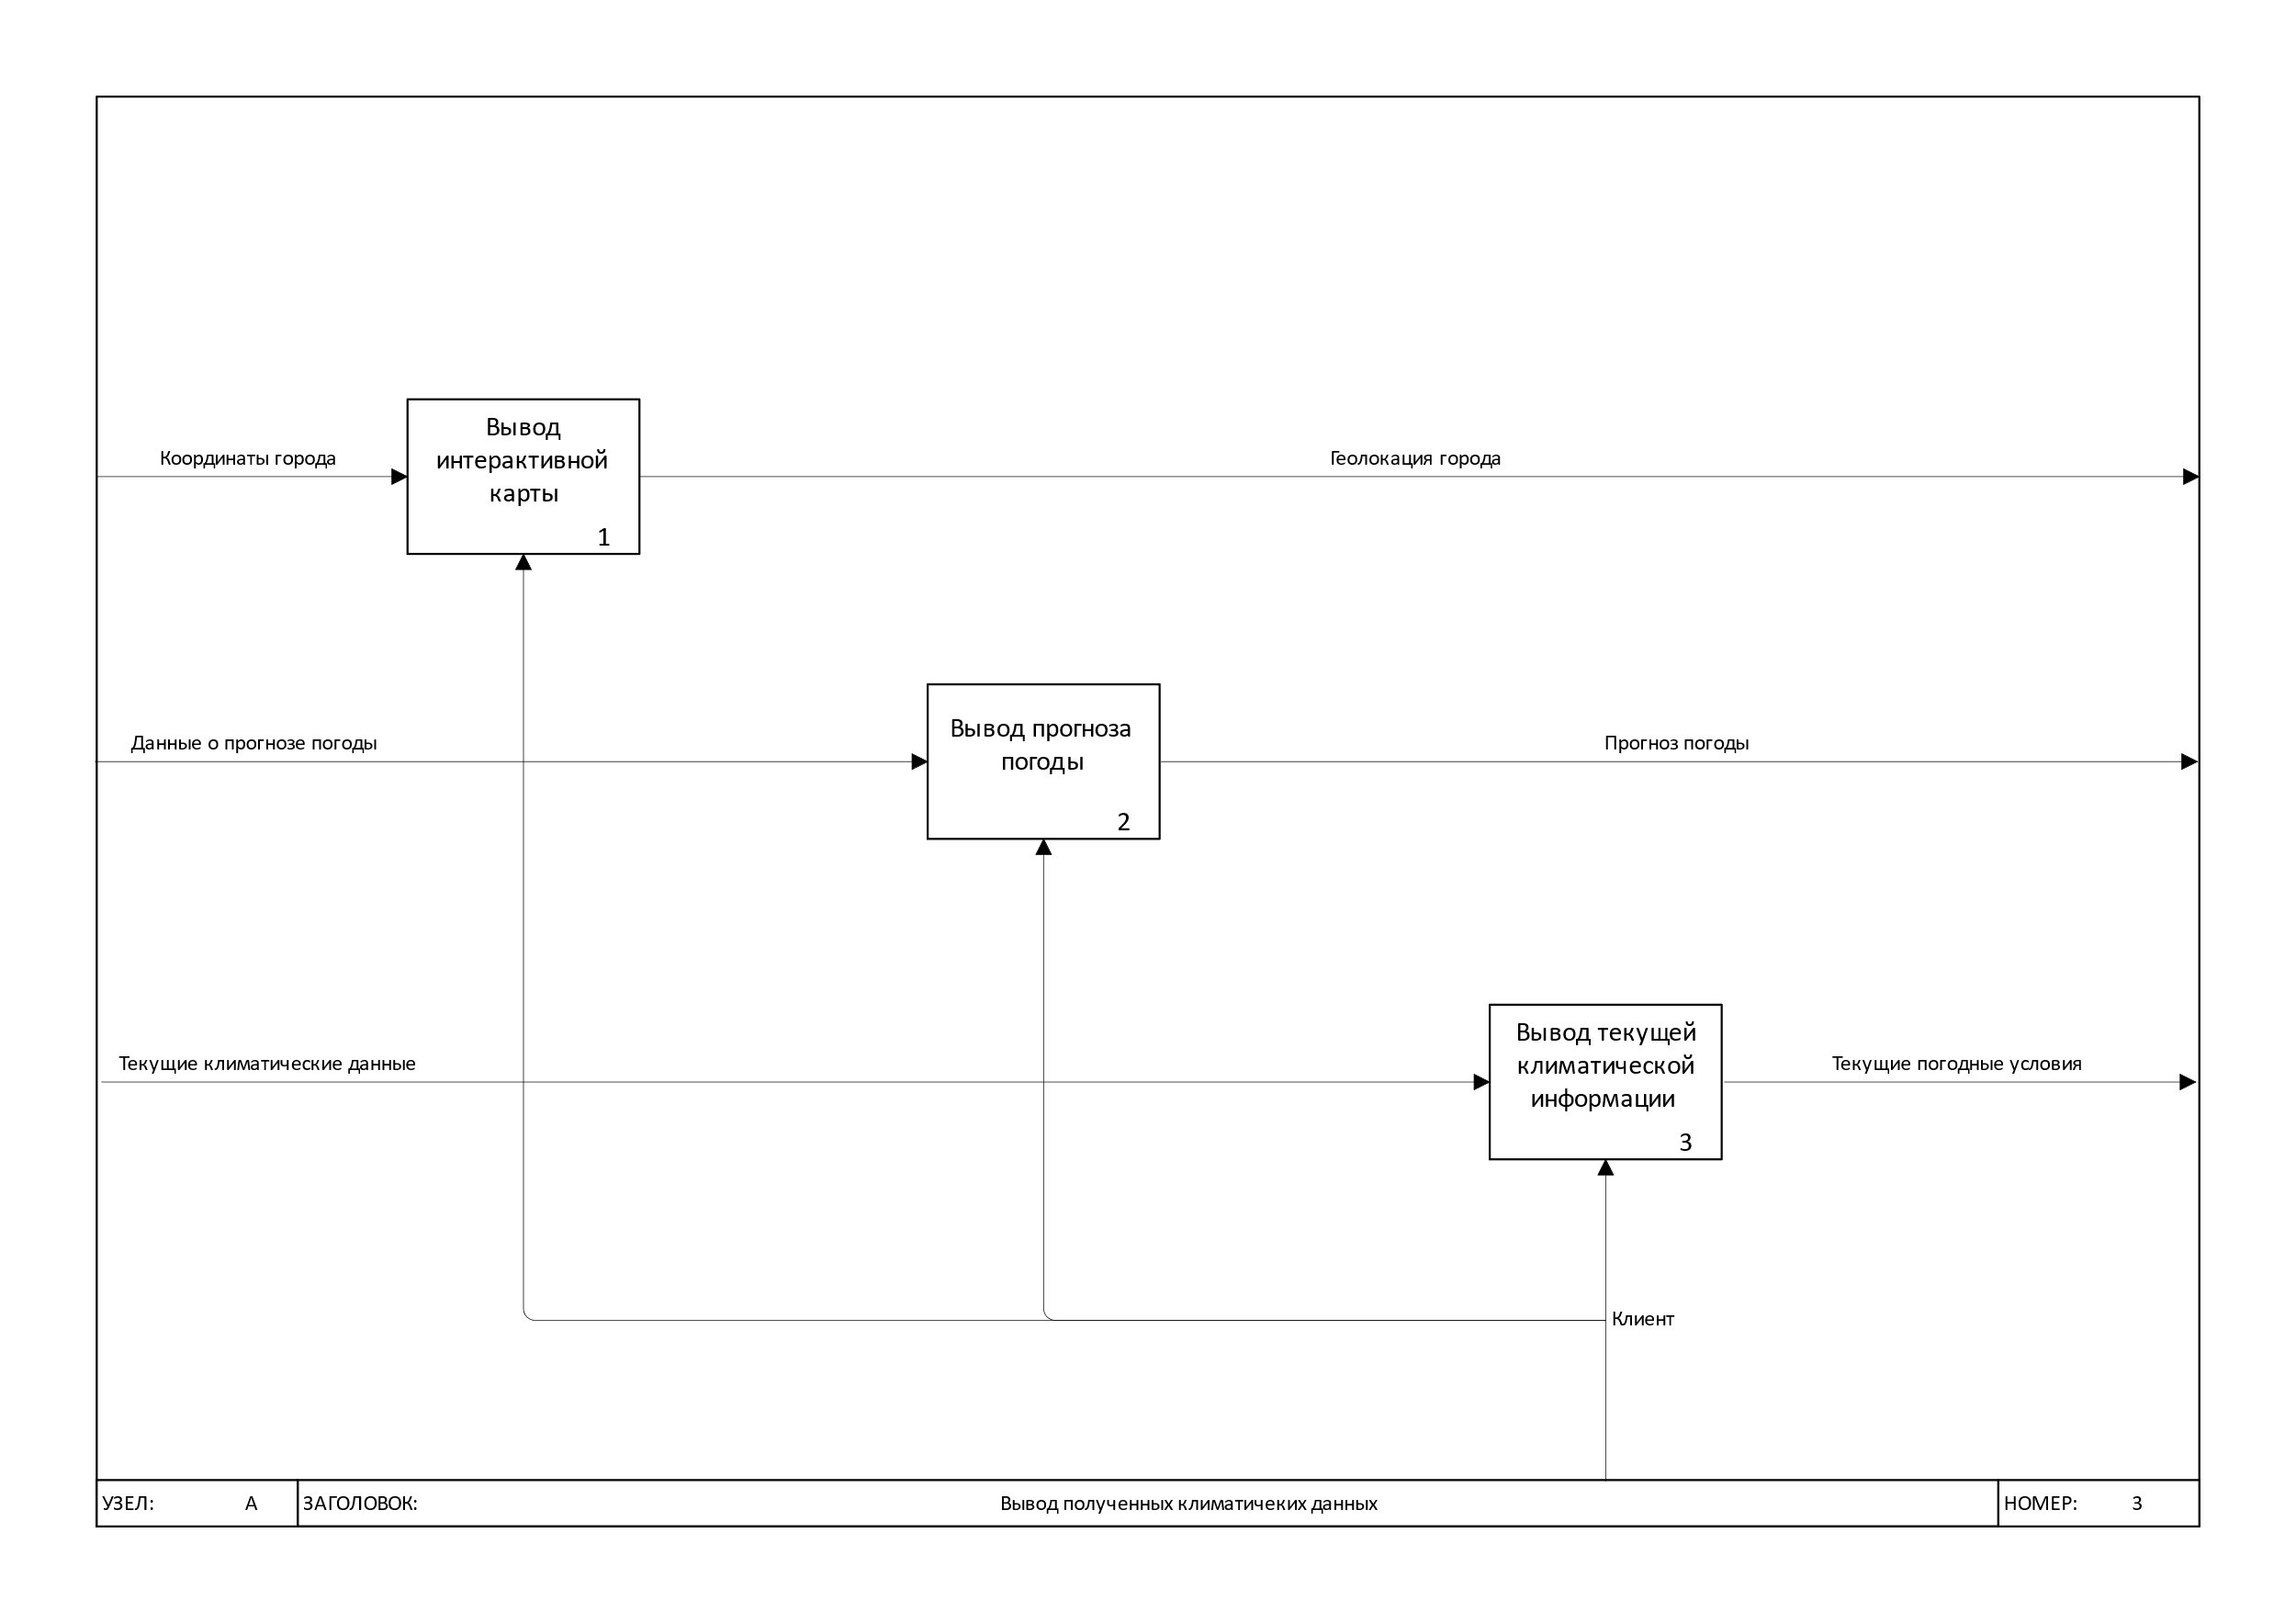 Вывод
интерактивной
карты
1
Координаты города
Геолокация города
Вывод прогноза
погоды
2
Данные о прогнозе погоды
Прогноз погоды
Вывод текущей
климатической
информации
3
Текущие климатические данные
Текущие погодные условия
Клиент
УЗЕЛ: А
ЗАГОЛОВОК: Вывод полученных климатичеких данных
НОМЕР: 3